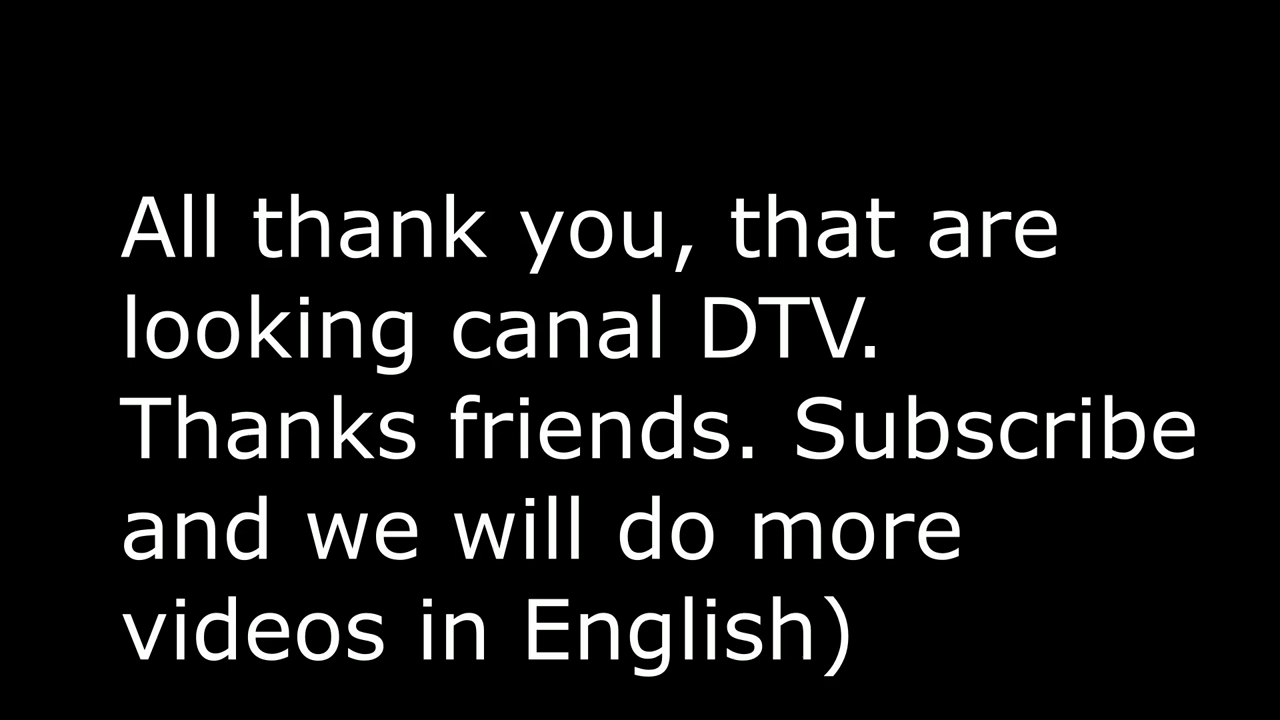 All thank you, that are
looking canal DTV.
Thanks friends. Subscribe
and we will do more
videos in English)